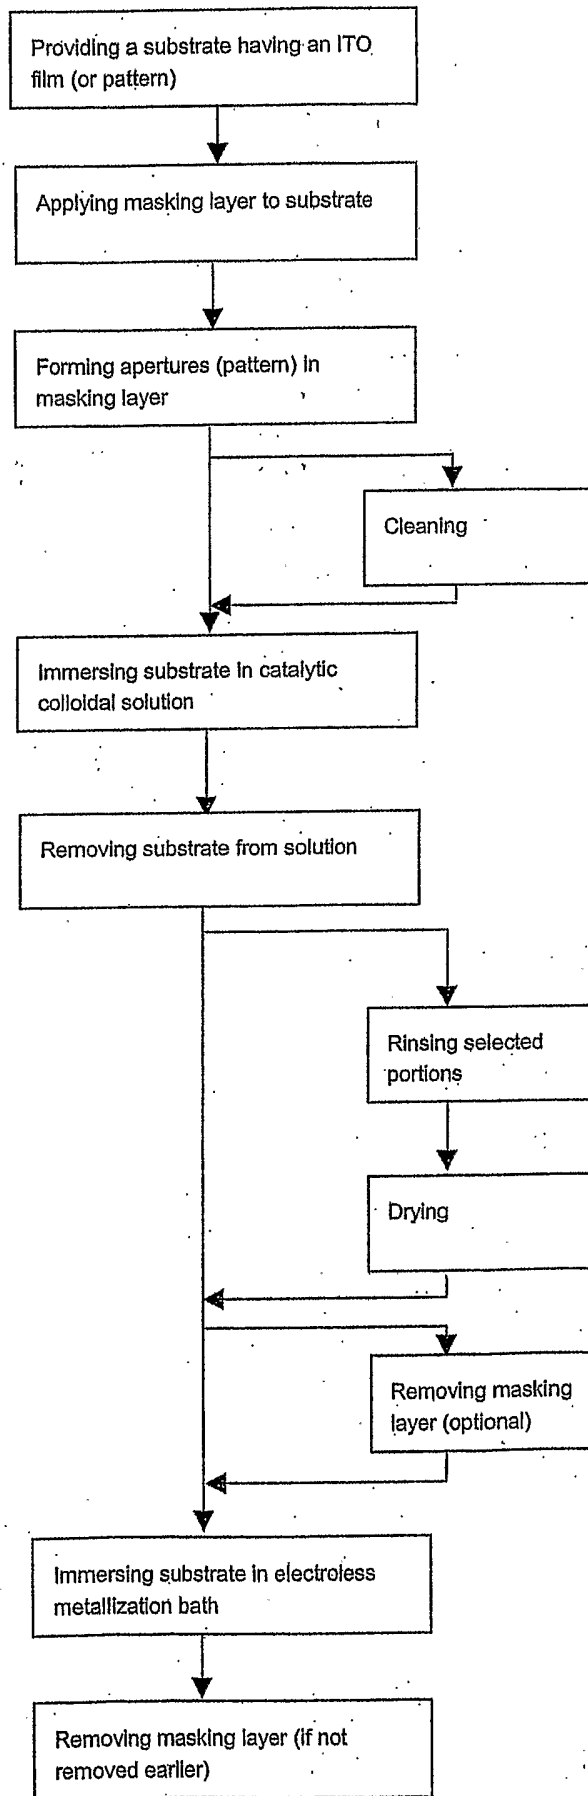 Providing a substrate having an ITO
film (or pattern)
Applying masking layer to substrate
Forming apertures (pattern) in
masking layer
Cleaning
Immersing substrate in catalytic
colloidal solution
Removing substrate from solution
Rinsing selected
portions
Drying
Removing masking
layer (optional)
Immersing substrate in electroless
metallization bath
Removing masking layer (if not
removed earlier)